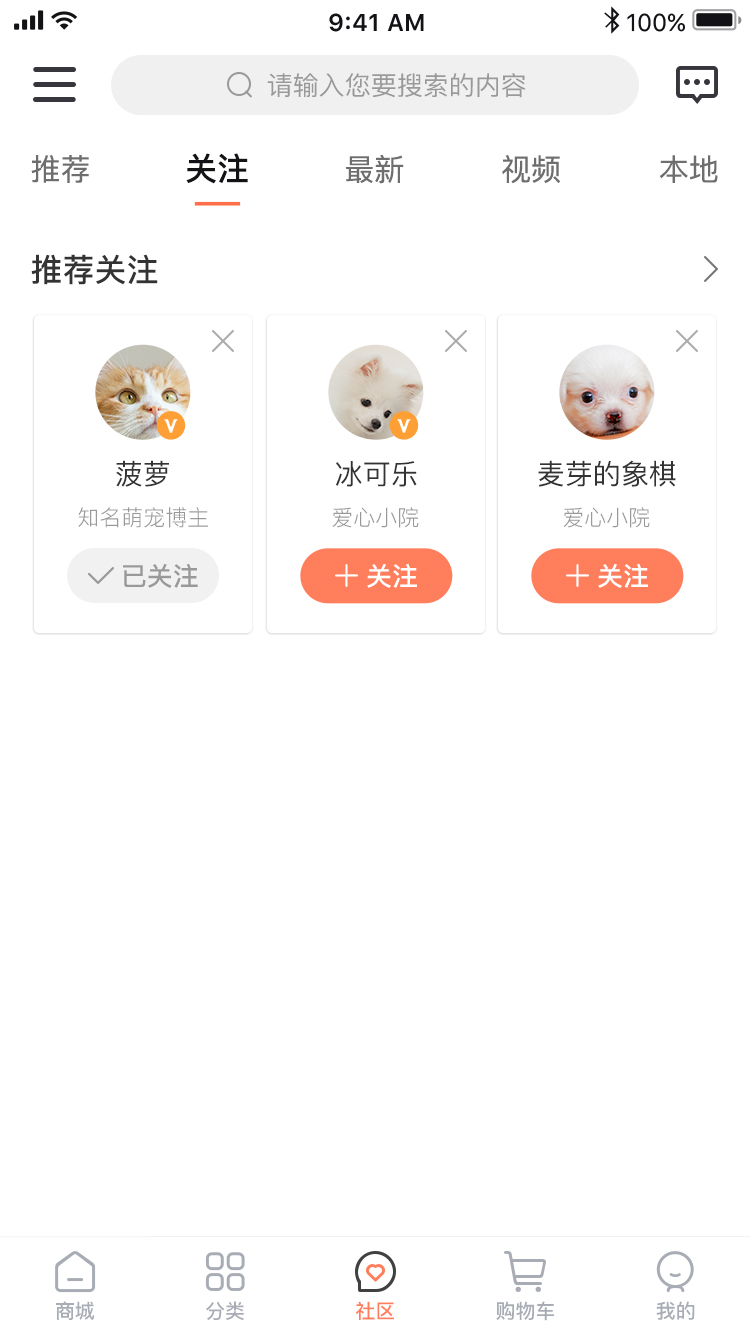 9:41 AM 100%
请输入您要搜索的内容
推荐 关注 最新 视频 本地
推荐关注
V V
菠萝 冰可乐 麦芽的象棋
知名萌宠博主 爱心小院 爱心小院
已关注 关注 关注
商城 分类 社区 购物车 我的